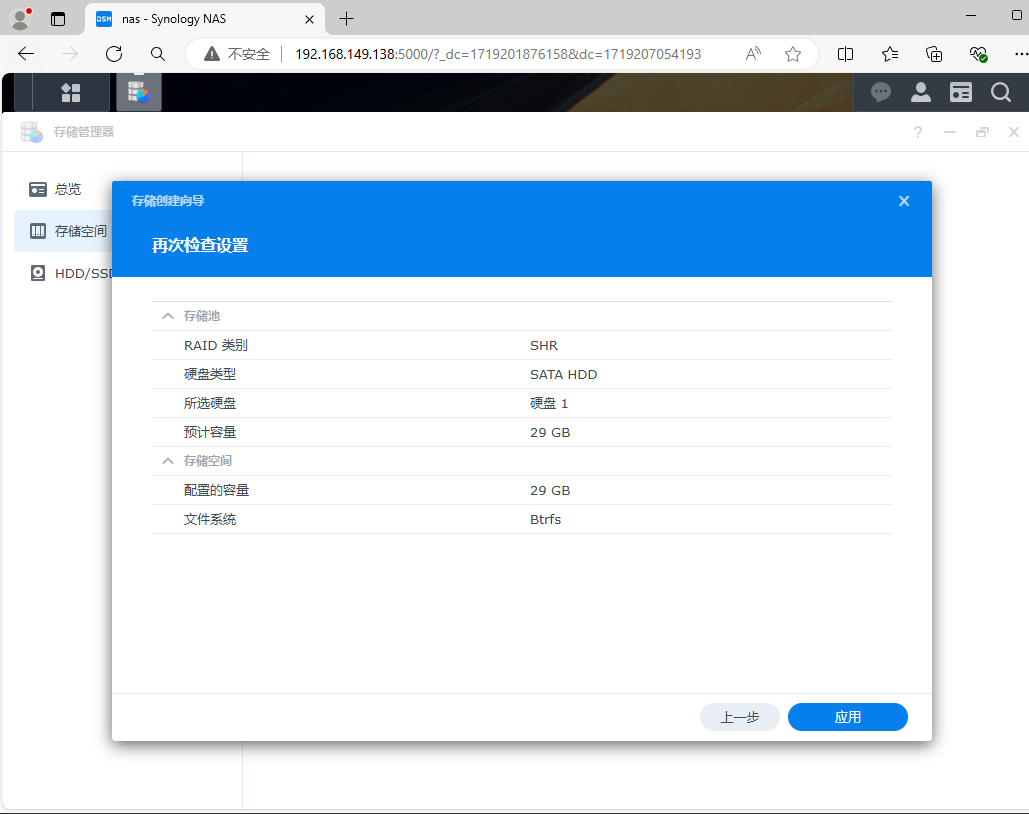 DSM nas - Synology NAS
不安全 192.168.149.138:5000/?_dc=1719201876158&dc=1719207054193
存储管理器
总览
存储空间
HDD/SSD
存储创建向导
再次检查设置
存储池
RAID 类别 SHR
硬盘类型 SATA HDD
所选硬盘 硬盘 1
预计容量 29 GB
存储空间
配置的容量 29 GB
文件系统 Btrfs
上一步 应用